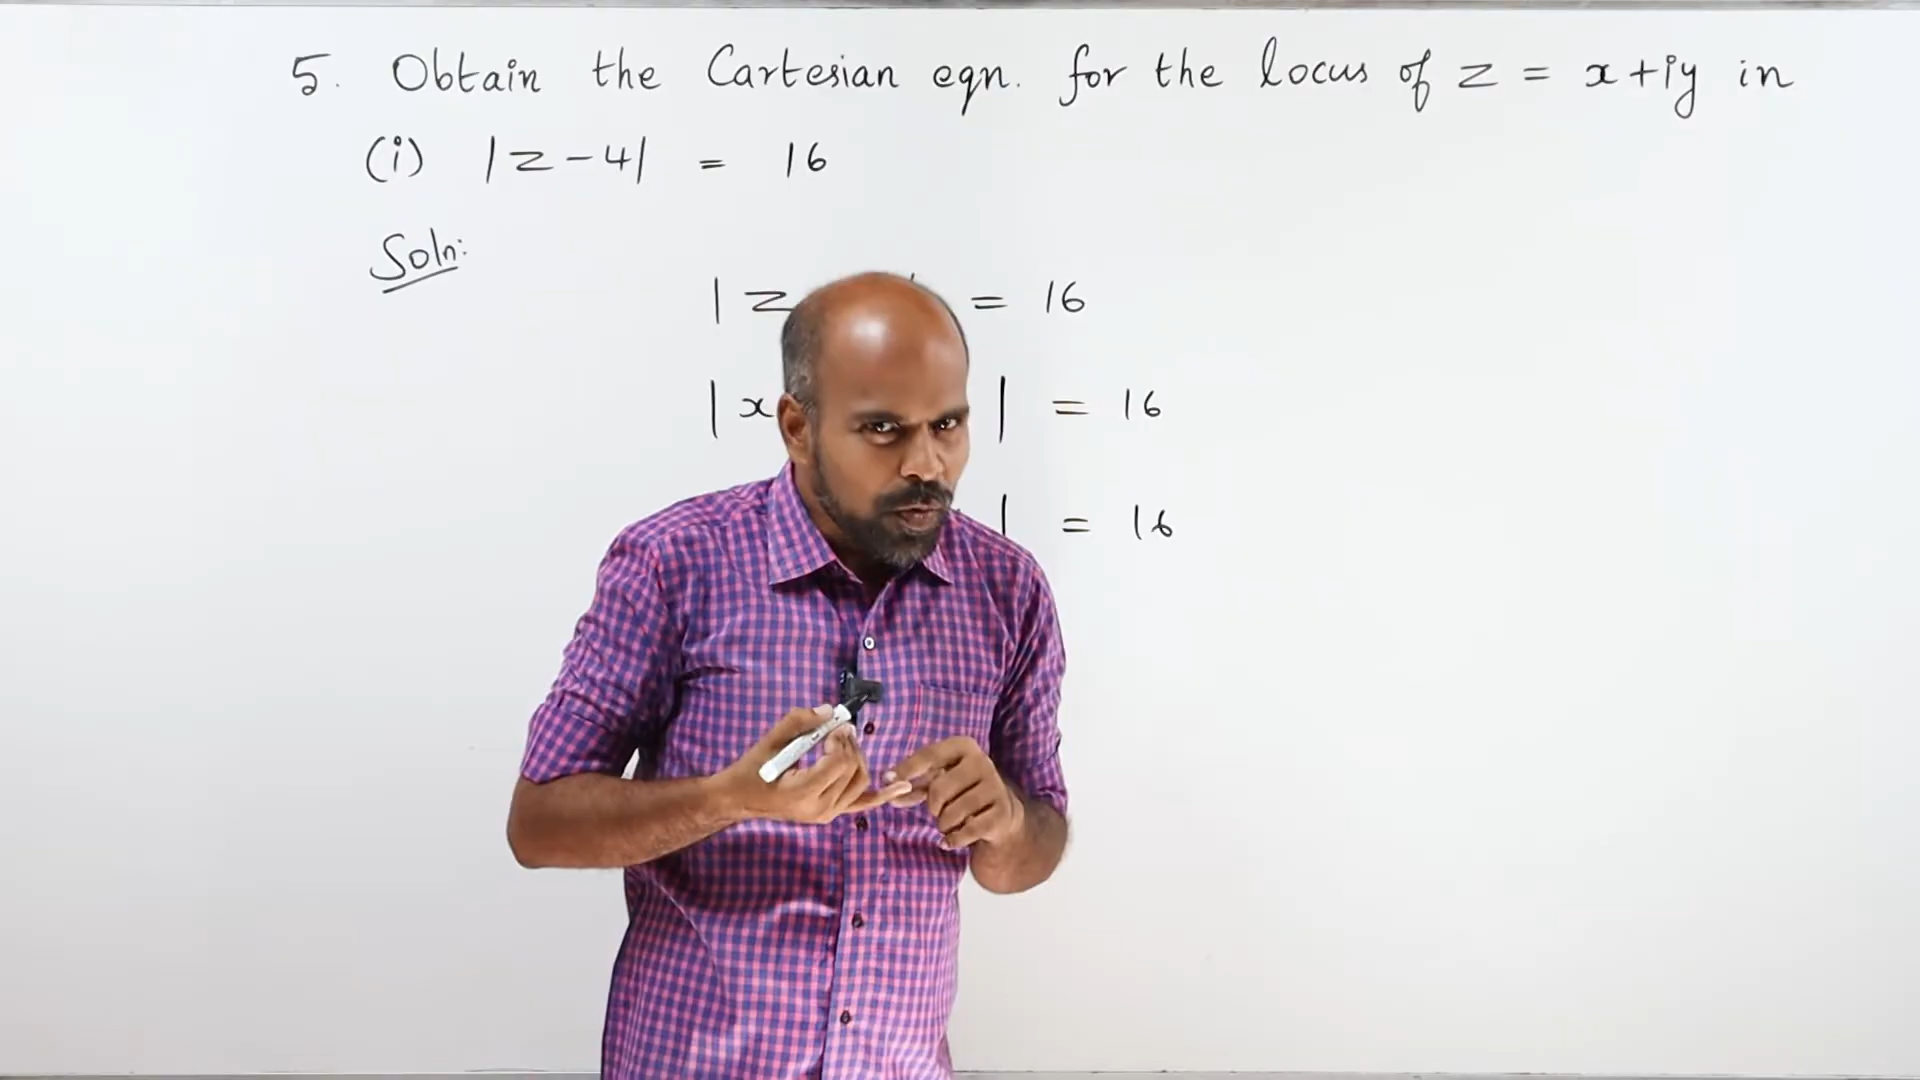 5. Obtain the Cartesian eqn. for the locus of z = x+iy in
(i) |z-4| = 16
Soln:
|z = 16
|x | = 16
| = 16